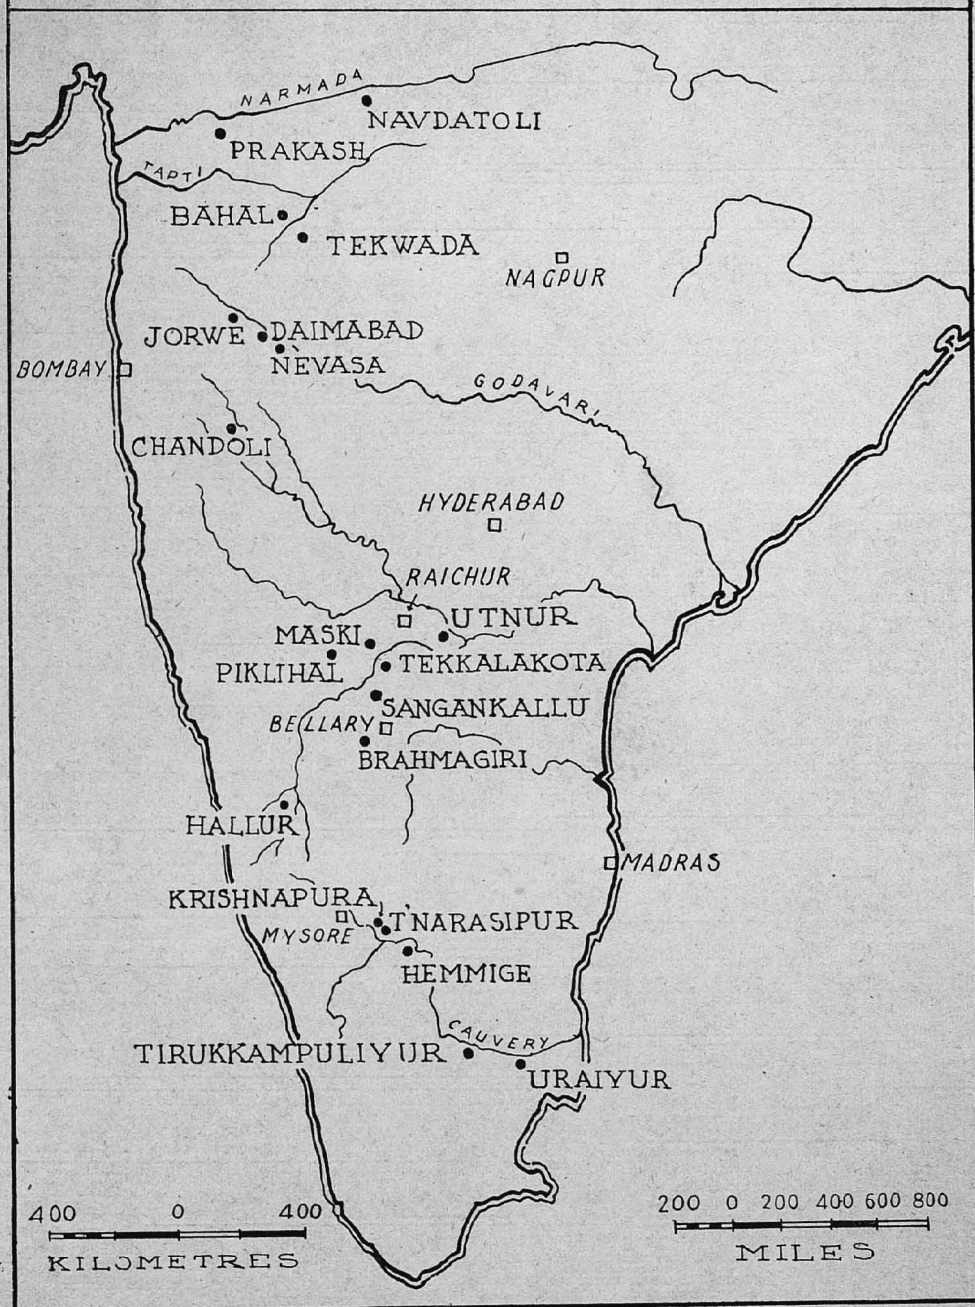 NARMADA
NAVDATOLI
PRAKASH
TAPTI
BAHAL
TEKWADA
NAGPUR
JORWE
DAIMABAD
NEVASA
BOMBAY
GODAVARI
CHANDOLI
HYDERABAD
RAICHUR
UTNUR
MASKI
PIKLIHAL
TEKKALAKOTA
SANGANKALLU
BELLARY
BRAHMAGIRI
HALLUR
MADRAS
KRISHNAPURA
T'NARASIPUR
MYSORE
HEMMIGE
CAUVERY
TIRUKKAMPULIYUR
URAIYUR
400 0 400
KILOMETRES
200 0 200 400 600 800
MILES